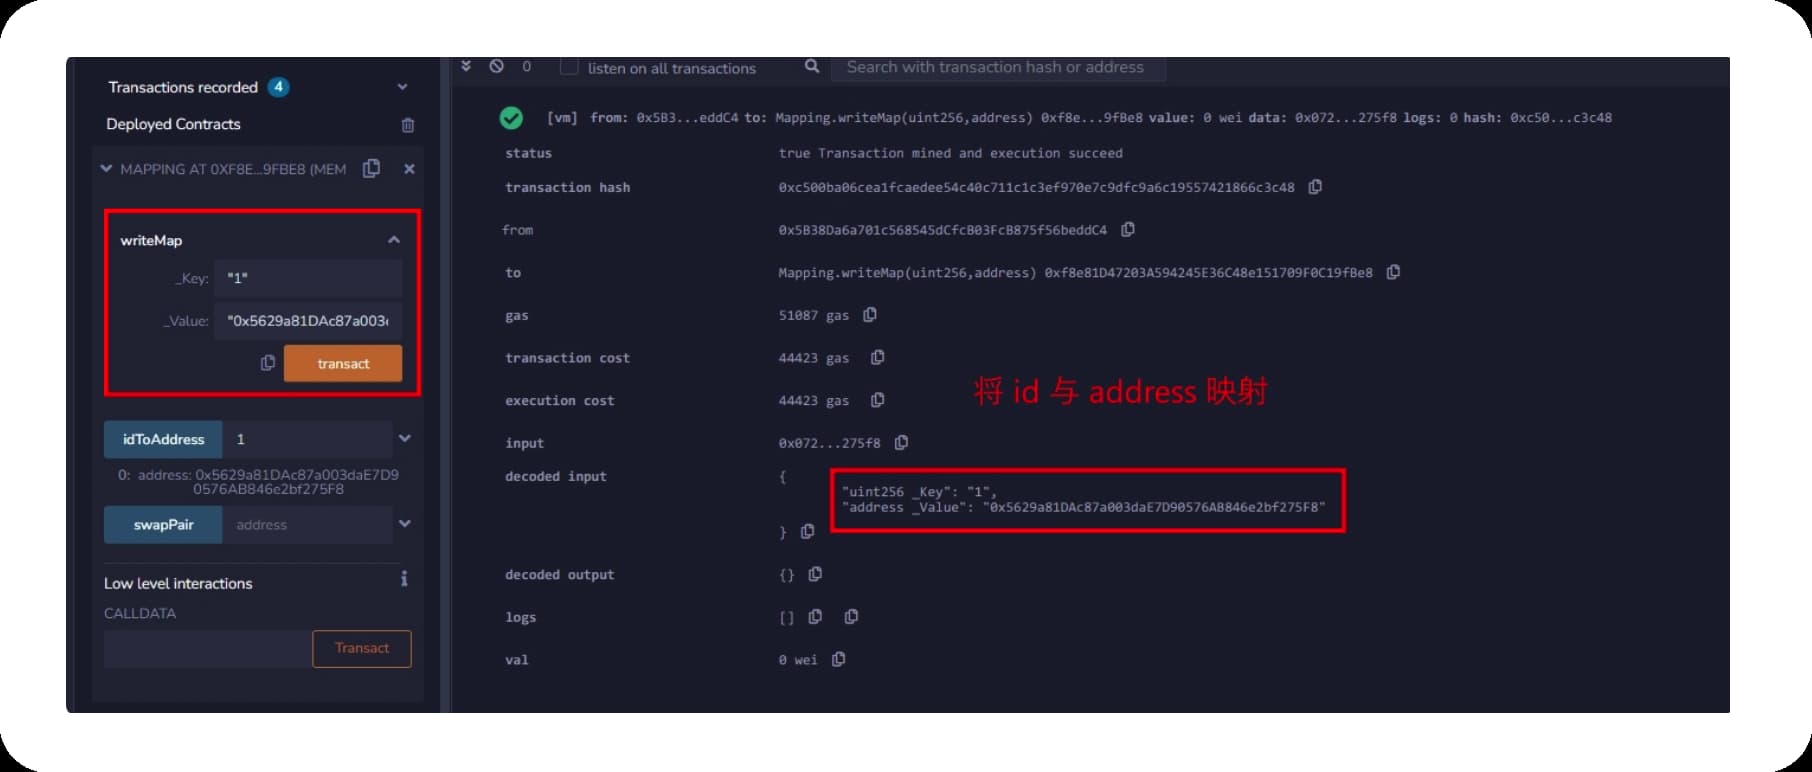 Transactions recorded 4
Deployed Contracts
MAPPING AT 0XF8E...9FBE8 (MEM
writeMap
_Key: "1"
_Value: "0x5629a81DAc87a003
transact
idToAddress 1
0: address: 0x5629a81DAc87a003daE7D9
0576AB846e2bf275F8
swapPair address
Low level interactions
CALLDATA
Transact
0 listen on all transactions Search with transaction hash or address
[vm] from: 0x5B3...eddC4 to: Mapping.writeMap(uint256,address) 0xf8e...9fBe8 value: 0 wei data: 0x072...275f8 logs: 0 hash: 0xc50...c3c48
status true Transaction mined and execution succeed
transaction hash 0xc500ba06cea1fcaedee54c40c711c1c3ef970e7c9dfc9a6c19557421866c3c48
from 0x5B38Da6a701c568545dCfcB03FcB875f56beddC4
to Mapping.writeMap(uint256,address) 0xf8e81D47203A594245E36C48e151709F0C19fBe8
gas 51087 gas
transaction cost 44423 gas
execution cost 44423 gas
将 id 与 address 映射
input 0x072...275f8
decoded input {
"uint256 _Key": "1",
"address _Value": "0x5629a81DAc87a003daE7D90576AB846e2bf275F8"
}
decoded output {}
logs []
val 0 wei